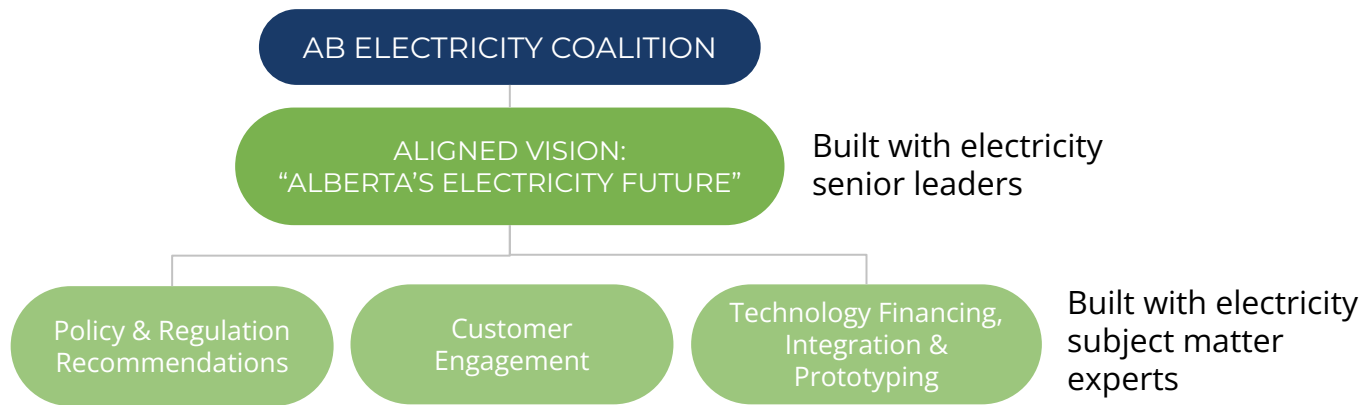 AB ELECTRICITY COALITION
ALIGNED VISION:
“ALBERTA’S ELECTRICITY FUTURE”
Built with electricity
senior leaders
Policy & Regulation
Recommendations
Customer
Engagement
Technology Financing,
Integration &
Prototyping
Built with electricity
subject matter
experts